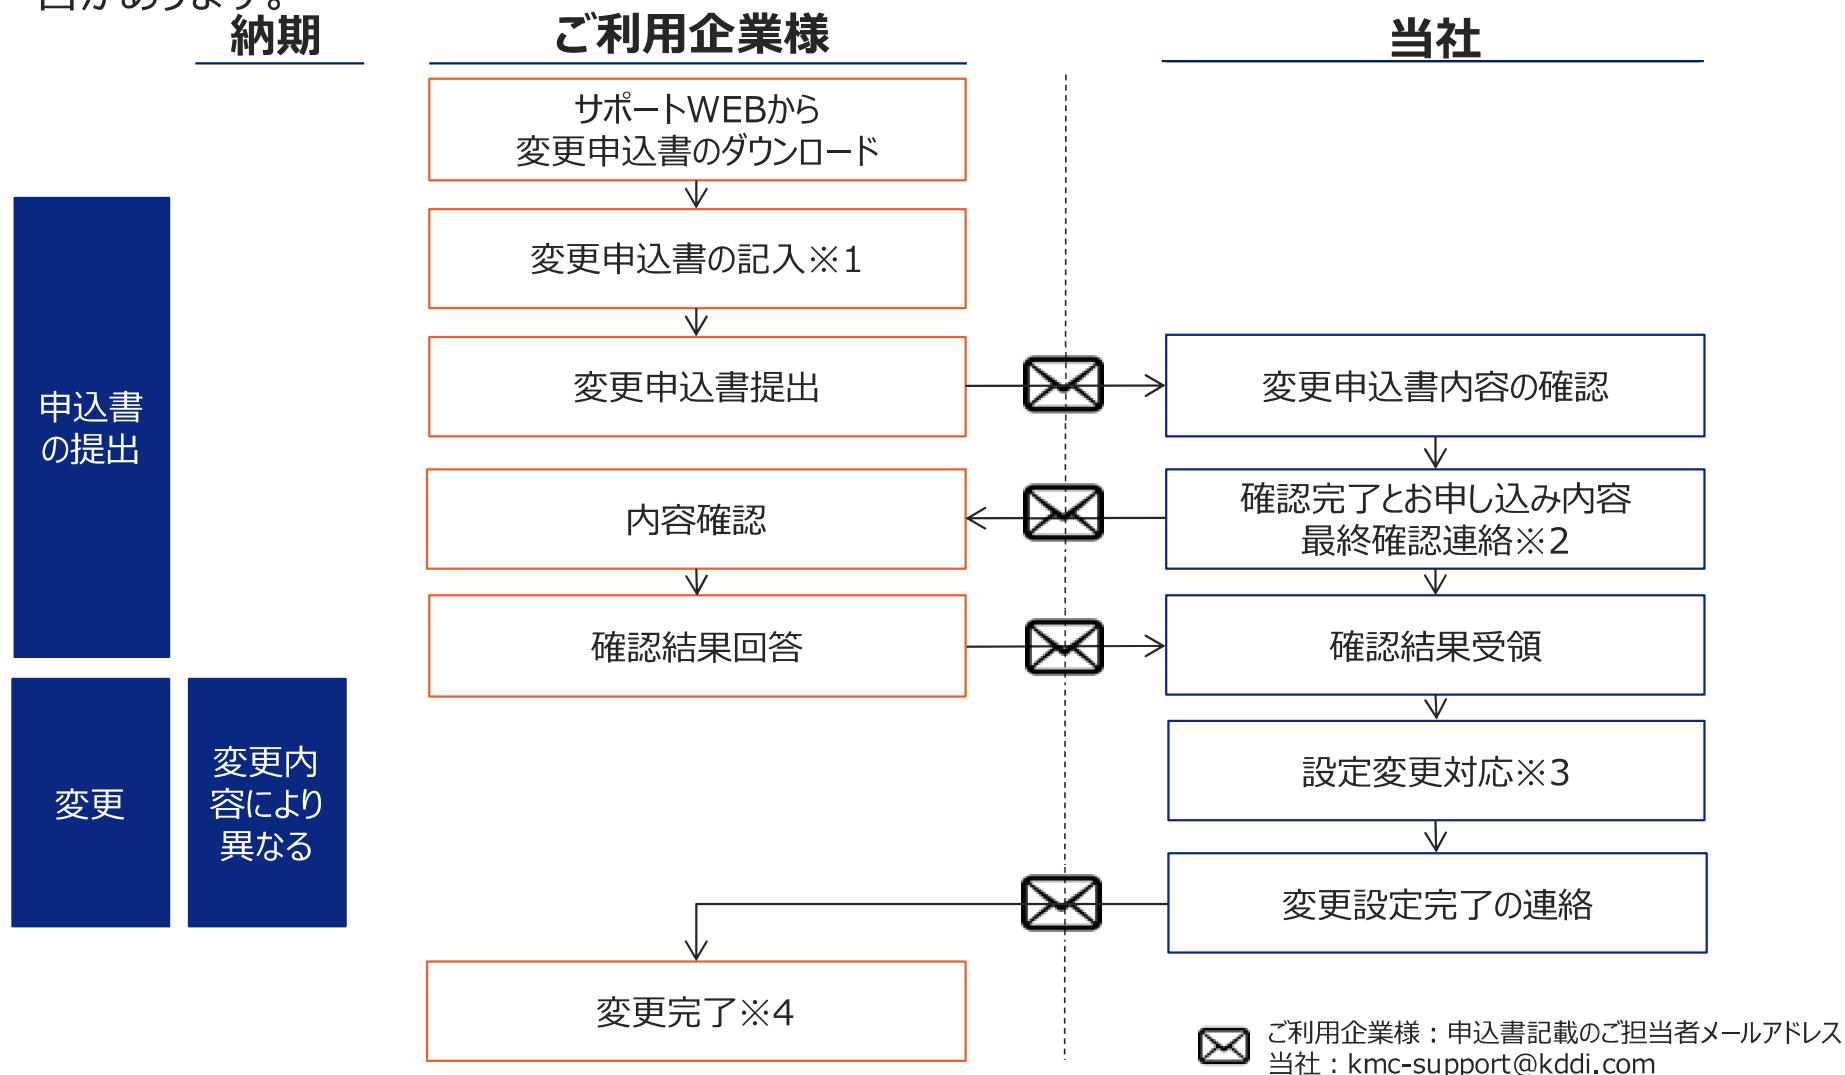 納期
ご利用企業様
当社
サポートWEBから
変更申込書のダウンロード
変更申込書の記入※1
変更申込書提出
変更申込書内容の確認
申込書
の提出
内容確認
確認完了とお申し込み内容
最終確認連絡※2
確認結果回答
確認結果受領
変更
変更内
容により
異なる
設定変更対応※3
変更設定完了の連絡
変更完了※4
ご利用企業様：申込書記載のご担当者メールアドレス
当社：kmc-support@kddi.com